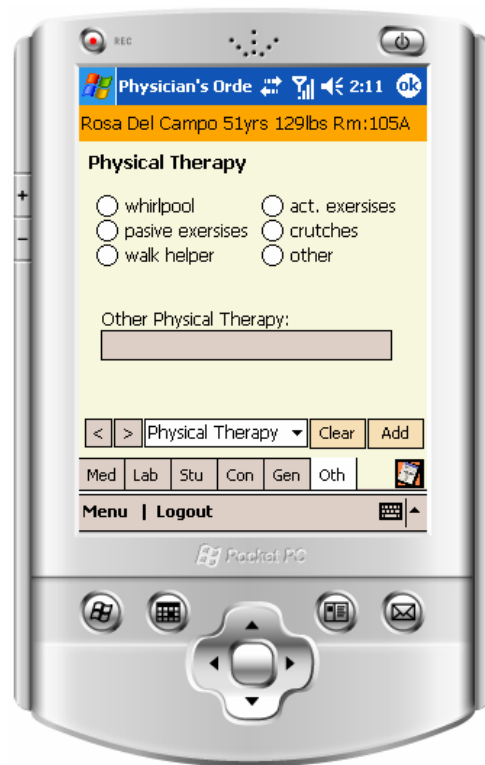 REC
Physician's Orde 2:11 ok
Rosa Del Campo 51yrs 129lbs Rm:105A
Physical Therapy
whirlpool act. exersises
pasive exersises crutches
walk helper other
Other Physical Therapy:
< > Physical Therapy Clear Add
Med Lab Stu Con Gen Oth
Menu | Logout
Pocket PC
+
-